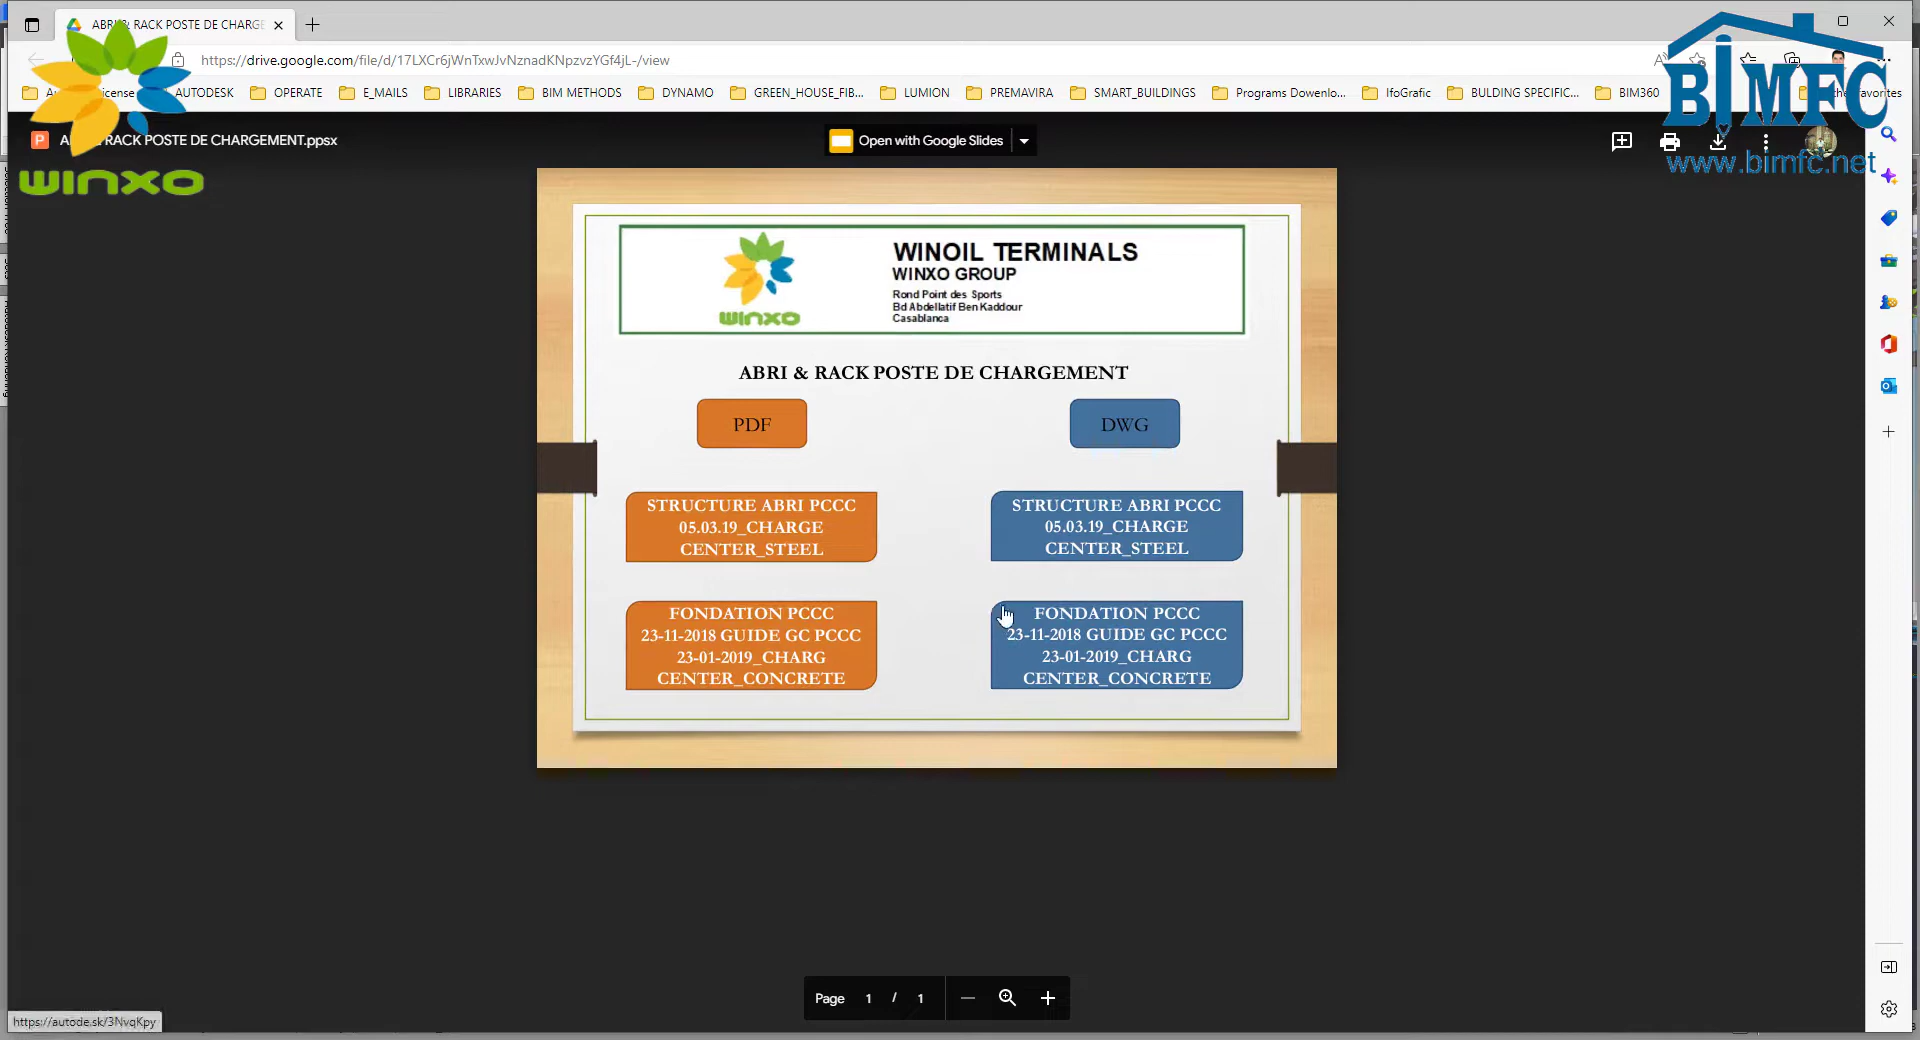 ABRI & RACK POSTE DE CHARGE
https://drive.google.com/file/d/17LXCr6jWnTxwJvNznadKNpzvzYGf4jL-/view
AUTODESK OPERATE E_MAILS LIBRARIES BIM METHODS DYNAMO GREEN_HOUSE_FIB... LUMION PREMAVIRA SMART_BUILDINGS Programs Dowenlo... IfoGrafic BULDING SPECIFIC... BIM360
BIMFC
www.bimfc.net
winxo
RACK POSTE DE CHARGEMENT.ppsx
Open with Google Slides
winxo
WINOIL TERMINALS
WINXO GROUP
Rond Point des Sports
Bd Abdellatif Ben Kaddour
Casablanca
ABRI & RACK POSTE DE CHARGEMENT
PDF
DWG
STRUCTURE ABRI PCCC
05.03.19_CHARGE
CENTER_STEEL
STRUCTURE ABRI PCCC
05.03.19_CHARGE
CENTER_STEEL
FONDATION PCCC
23-11-2018 GUIDE GC PCCC
23-01-2019_CHARG
CENTER_CONCRETE
FONDATION PCCC
23-11-2018 GUIDE GC PCCC
23-01-2019_CHARG
CENTER_CONCRETE
Page 1 / 1
https://autode.sk/3NvqKpy